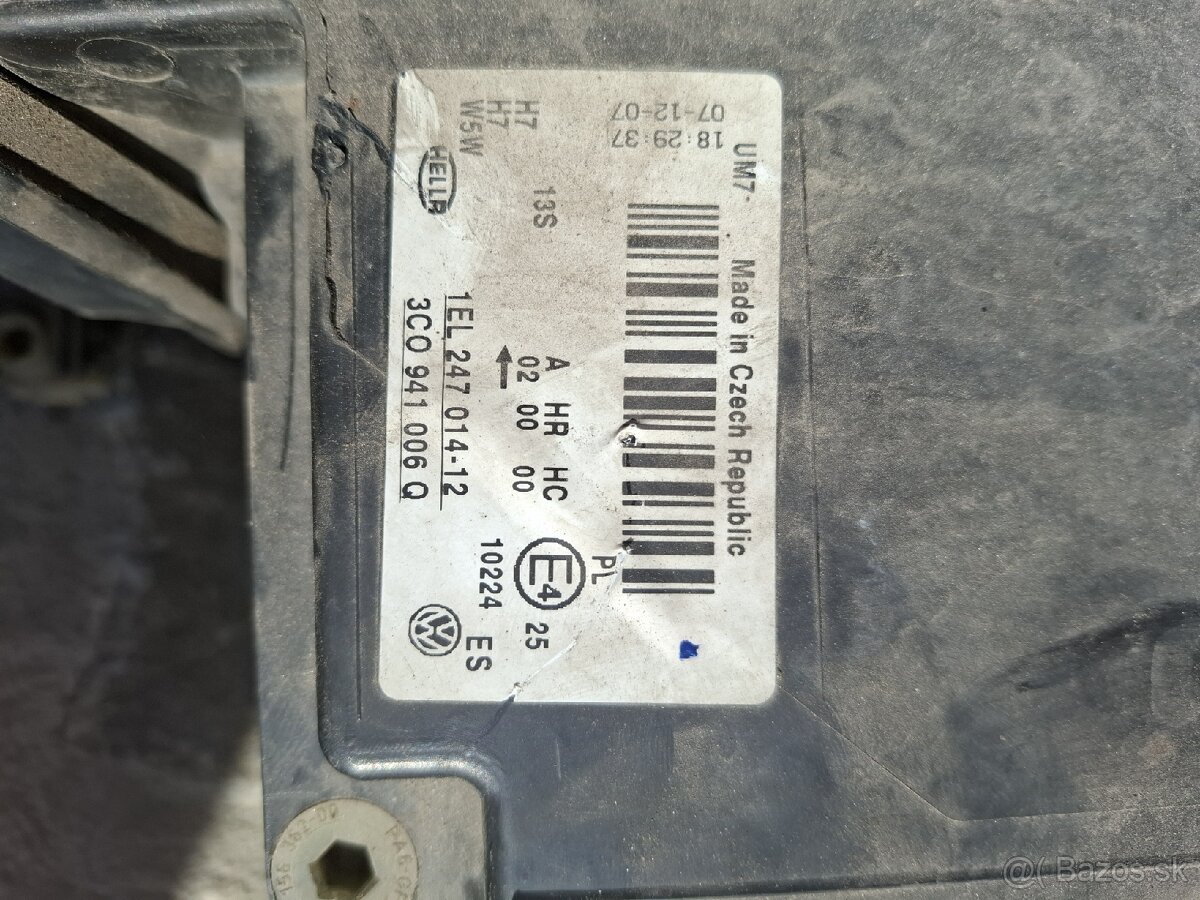 UM7- Made in Czech Republic
18:29:37
07-12-07
PL
H7
H7
W5W
13S
HELLA
A HR HC
02 00 00
E4 25
10224 ES
1EL 247 014-12
3C0 941 006 Q
@( Bazos.sk